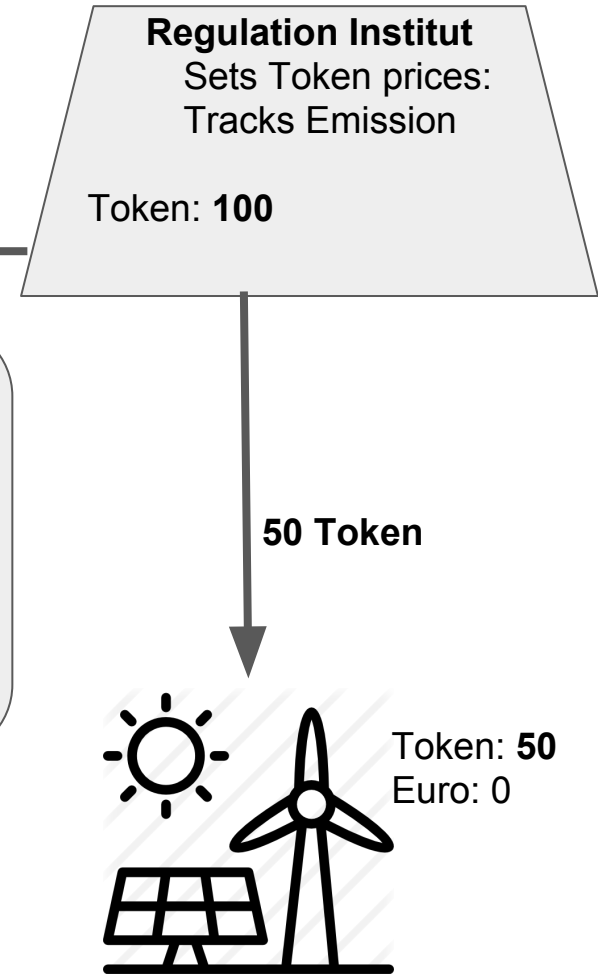 Regulation Institut
Sets Token prices:
Tracks Emission
Token: 100
50 Token
Token: 50
Euro: 0